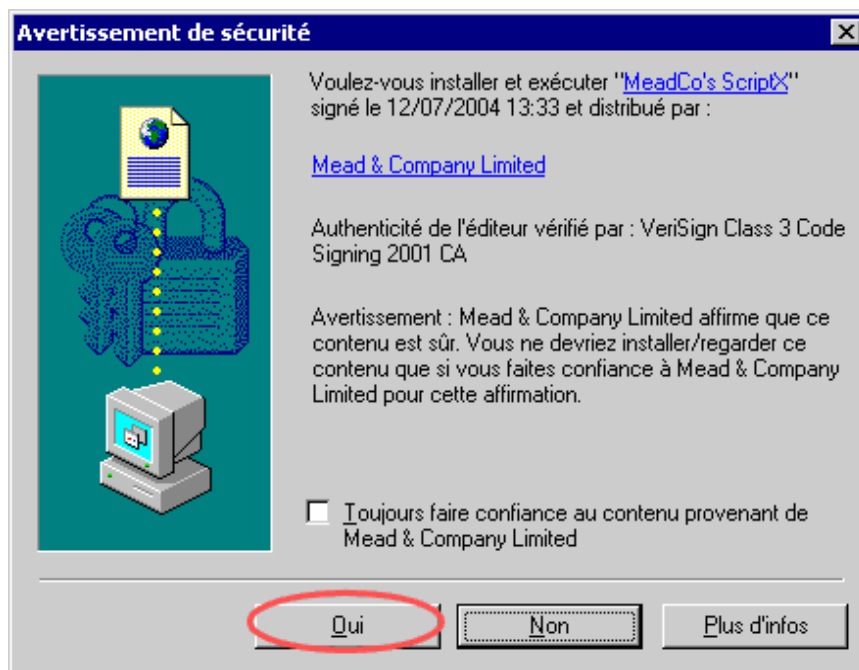 Avertissement de sécurité
Voulez-vous installer et exécuter "MeadCo's ScriptX"
signé le 12/07/2004 13:33 et distribué par :
Mead & Company Limited
Authenticité de l'éditeur vérifié par : VeriSign Class 3 Code
Signing 2001 CA
Avertissement : Mead & Company Limited affirme que ce
contenu est sûr. Vous ne devriez installer/regarder ce
contenu que si vous faites confiance à Mead & Company
Limited pour cette affirmation.
Toujours faire confiance au contenu provenant de
Mead & Company Limited
Oui
Non
Plus d'infos